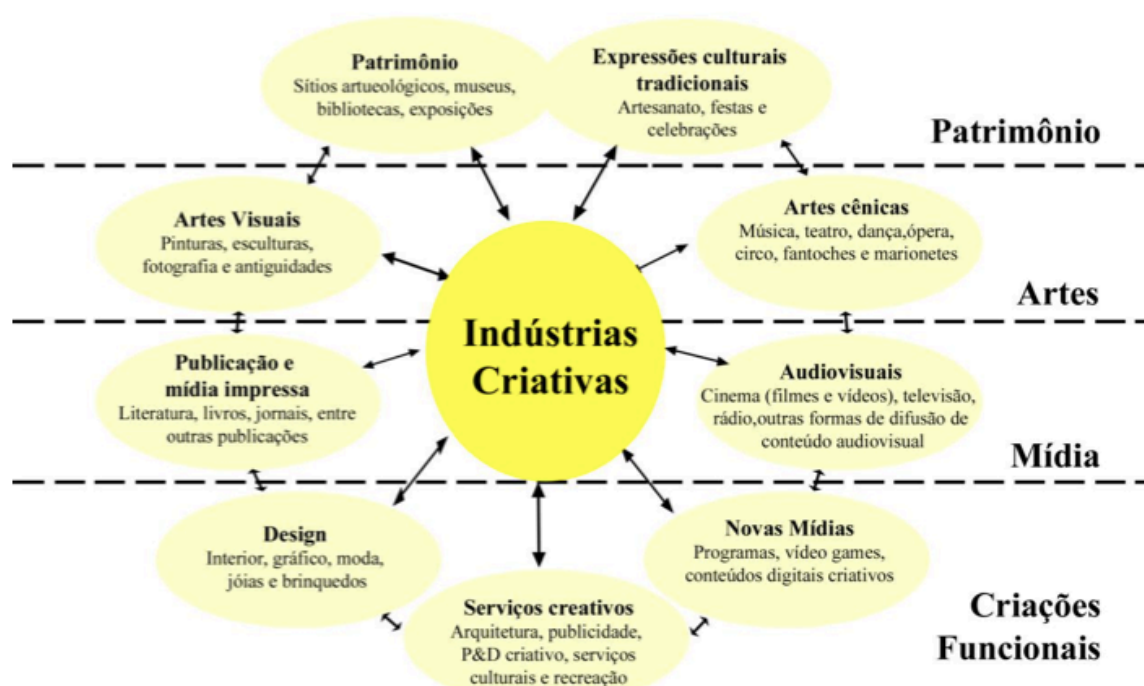 Patrimônio
Sítios artueológicos, museus,
bibliotecas, exposições
Expressões culturais
tradicionais
Artesanato, festas e
celebrações
Patrimônio
Artes Visuais
Pinturas, esculturas,
fotografia e antiguidades
Artes cênicas
Música, teatro, dança,ópera,
circo, fantoches e marionetes
Artes
Indústrias
Criativas
Publicação e
mídia impressa
Literatura, livros, jornais, entre
outras publicações
Audiovisuais
Cinema (filmes e vídeos), televisão,
rádio,outras formas de difusão de
conteúdo audiovisual
Mídia
Design
Interior, gráfico, moda,
jóias e brinquedos
Novas Mídias
Programas, vídeo games,
conteúdos digitais criativos
Serviços creativos
Arquitetura, publicidade,
P&D criativo, serviços
culturais e recreação
Criações
Funcionais